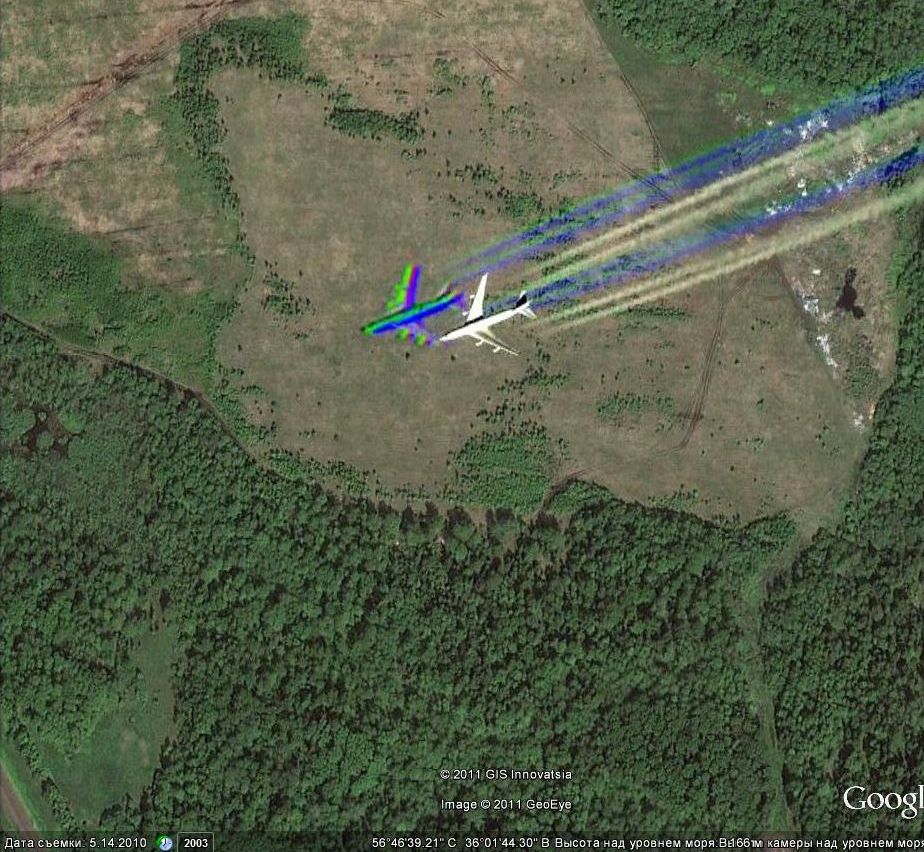 © 2011 GIS Innovatsia
Image © 2011 GeoEye
Googl
Дата съемки: 5.14.2010 2003 56°46'39.21" С 36°01'44.30" В Высота над уровнем моря: камеры над уровнем мор